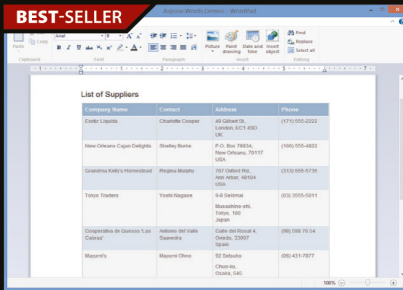 BEST-SELLER
Arial
Picture
Paint drawing
Date and time
Insert object
Find
Replace
Select all
Clipboard
Font
Paragraph
Insert
Editing
List of Suppliers
Company Name Contact Address Phone
Exotic Liquids Charlotte Cooper 49 Gilbert St. (171) 555-2222
London, EC1 4SD
UK
New Orleans Cajun Delights Shelley Burke P.O. Box 78934, (100) 555-4822
New Orleans, 70117
USA
Grandma Kelly's Homestead Regina Murphy 707 Oxford Rd. (313) 555-5735
Ann Arbor, 48104
USA
Tokyo Traders Yoshi Nagase 9-8 Sekimai (03) 3555-5011
Musashino-shi,
Tokyo, 100
Japan
Cooperativa de Quesos 'Las Antonio del Valle Calle del Rosal 4, (98) 598 76 54
Cabras' Saavedra Oviedo, 33007
Spain
Mayumi's Mayumi Ohno 92 Setsuko (06) 431-7877
Chuo-ku,
Osaka, 545
100%